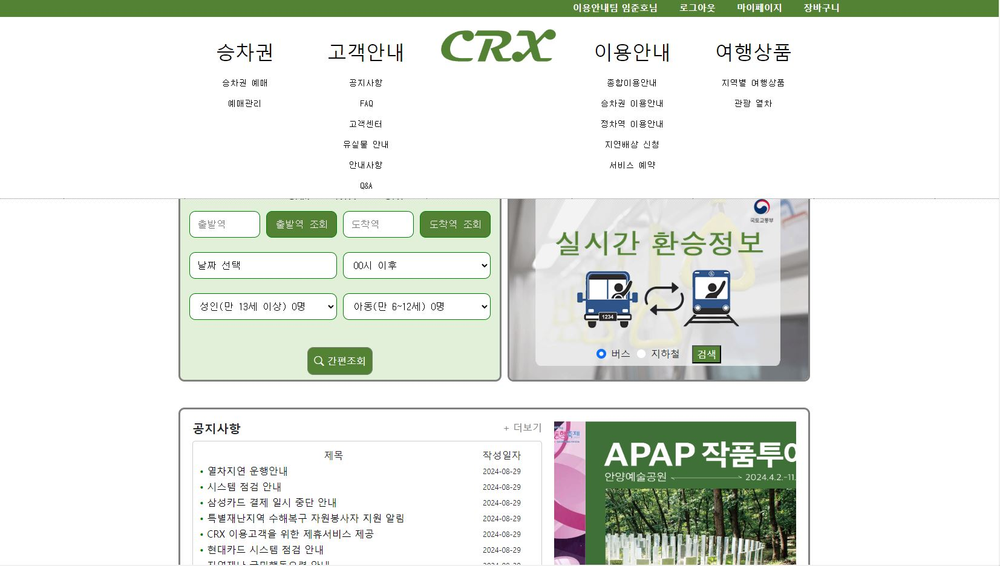 이용안내팀 임준호님 로그아웃 마이페이지 장바구니
승차권 고객안내 CRX 이용안내 여행상품
승차권 예매 공지사항 종합이용안내 지역별 여행상품
예매관리 FAQ 승차권 이용안내 관광 열차
고객센터 정차역 이용안내
유실물 안내 지연배상 신청
안내사항 서비스 예약
Q&A
출발역 출발역 조회 도착역 도착역 조회
날짜 선택 00시 이후
성인(만 13세 이상) 0명 아동(만 6~12세) 0명
간편조회
국토교통부
실시간 환승정보
1234
버스 지하철 검색
공지사항 + 더보기
제목 작성일자
• 열차지연 운행안내 2024-08-29
• 시스템 점검 안내 2024-08-29
• 삼성카드 결제 일시 중단 안내 2024-08-29
• 특별재난지역 수해복구 자원봉사자 지원 알림 2024-08-29
• CRX 이용고객을 위한 제휴서비스 제공 2024-08-29
• 현대카드 시스템 점검 안내 2024-08-29
APAP 작품투어
안양예술공원 2024.4.2.-11.